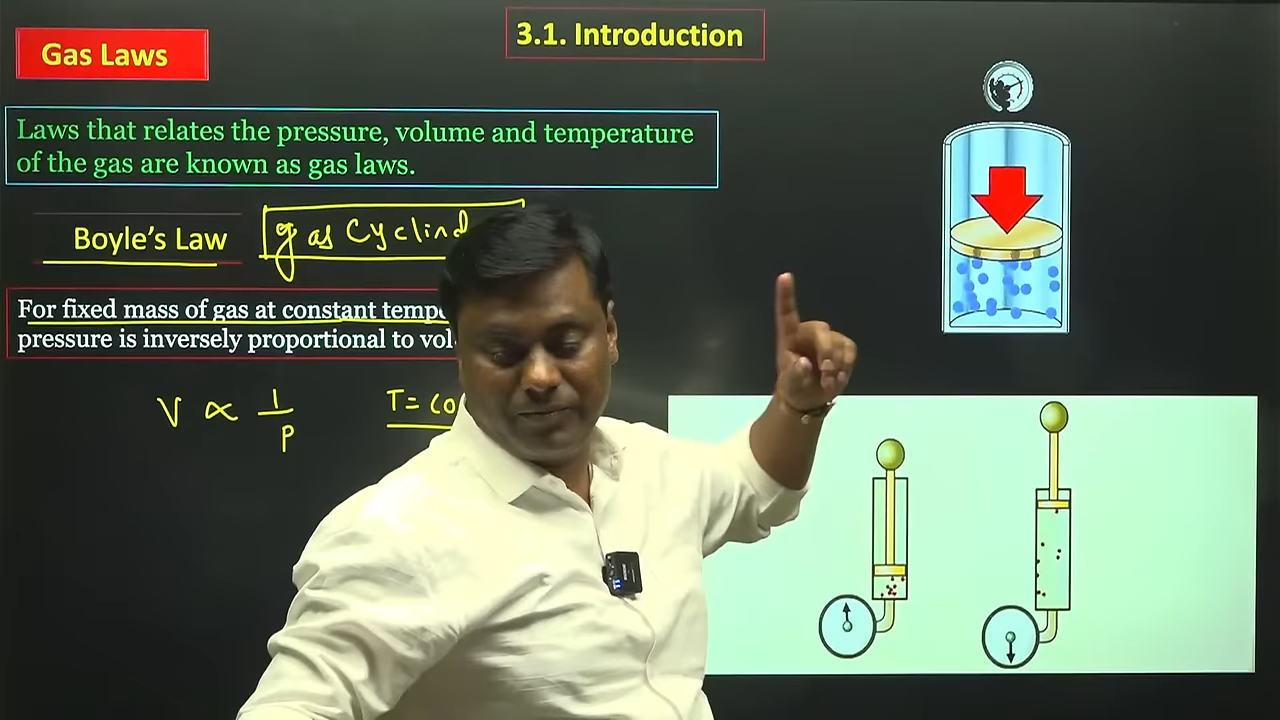 3.1. Introduction
Gas Laws
Laws that relates the pressure, volume and temperature
of the gas are known as gas laws.
Boyle's Law
gas Cylind
For fixed mass of gas at constant tempe
pressure is inversely proportional to vol
V ∝ 1/P
T= co